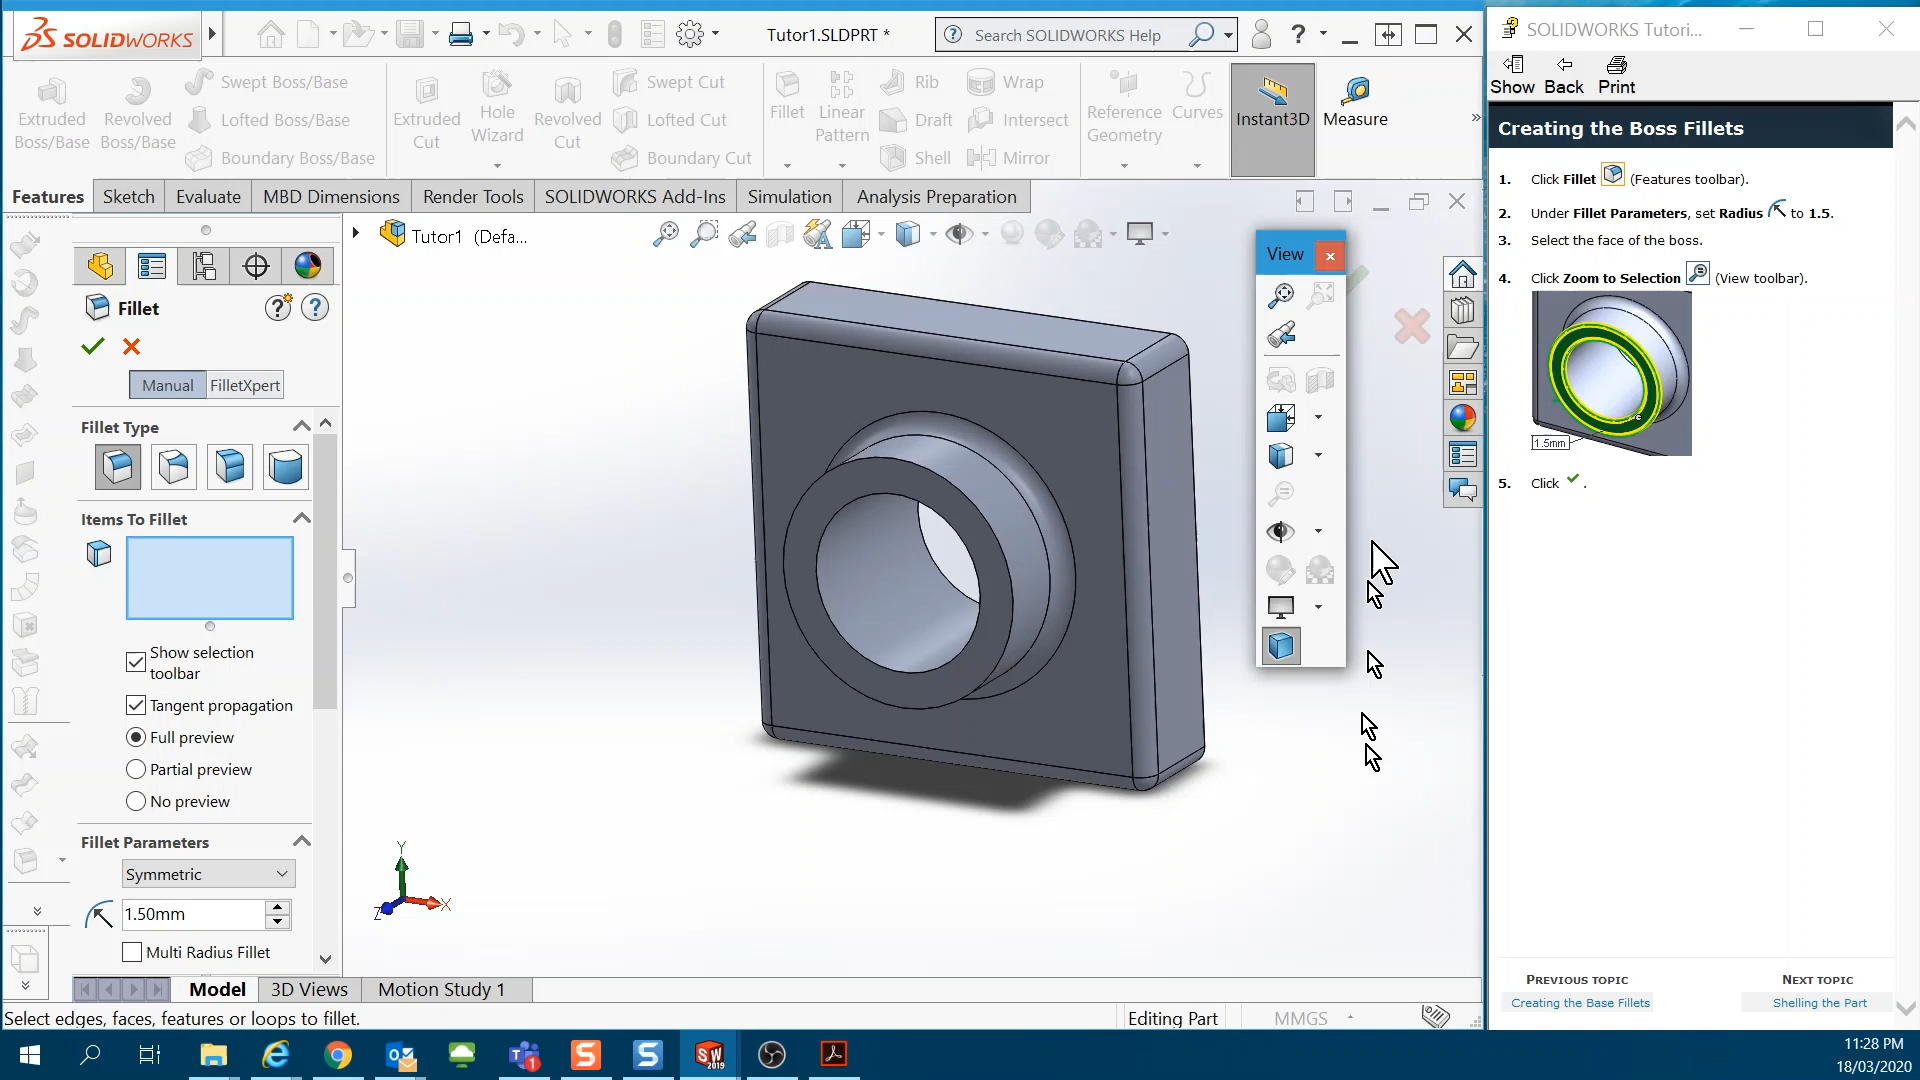 SOLIDWORKS
Tutor1.SLDPRT *
Search SOLIDWORKS Help
SOLIDWORKS Tutori...
Show Back Print
Extruded Boss/Base
Revolved Boss/Base
Swept Boss/Base
Lofted Boss/Base
Boundary Boss/Base
Extruded Cut
Hole Wizard
Revolved Cut
Swept Cut
Lofted Cut
Boundary Cut
Fillet
Linear Pattern
Rib
Draft
Shell
Wrap
Intersect
Mirror
Reference Geometry
Curves
Instant3D
Measure
Features Sketch Evaluate MBD Dimensions Render Tools SOLIDWORKS Add-Ins Simulation Analysis Preparation
Tutor1 (Defa...
View
Fillet
Manual FilletXpert
Fillet Type
Items To Fillet
Show selection
toolbar
Tangent propagation
Full preview
Partial preview
No preview
Fillet Parameters
Symmetric
1.50mm
Multi Radius Fillet
Y
X
Z
Model 3D Views Motion Study 1
Select edges, faces, features or loops to fillet.
Editing Part
MMGS
Creating the Boss Fillets
1. Click Fillet (Features toolbar).
2. Under Fillet Parameters, set Radius to 1.5.
3. Select the face of the boss.
4. Click Zoom to Selection (View toolbar).
1.5mm
5. Click .
PREVIOUS TOPIC
Creating the Base Fillets
NEXT TOPIC
Shelling the Part
SW
2019
1
11:28 PM
18/03/2020